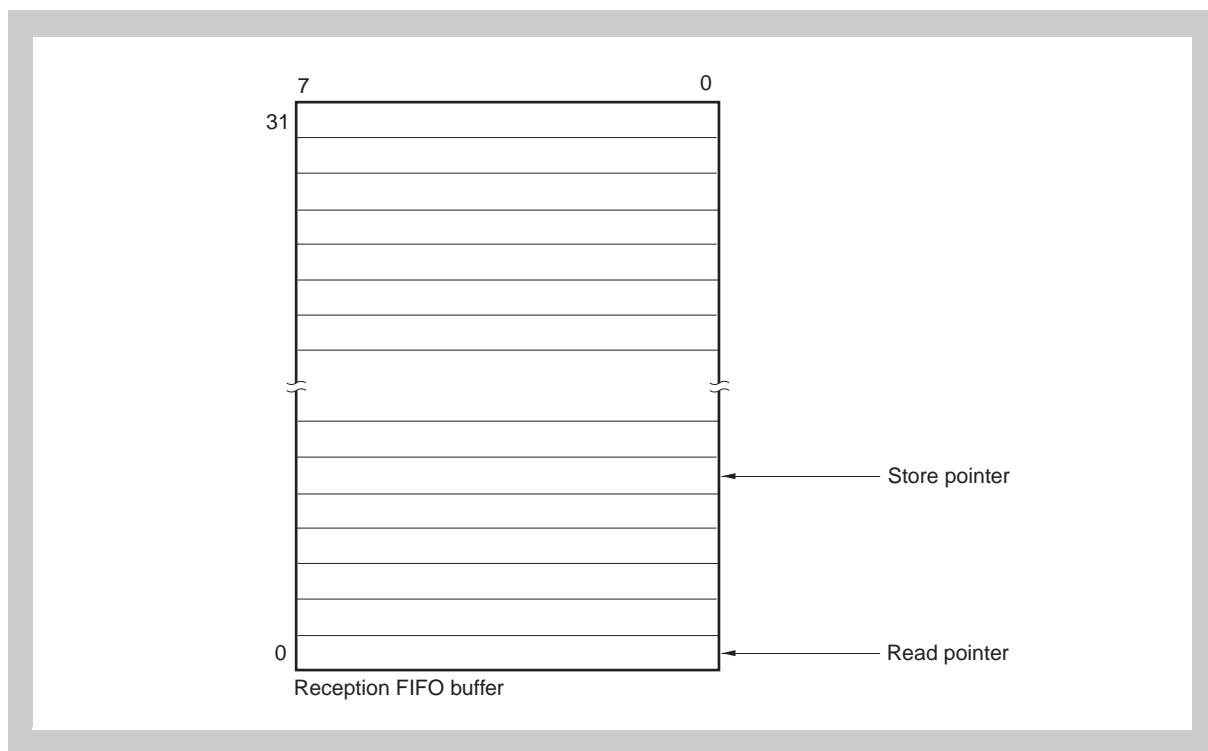 7 0
31
Store pointer
0 Read pointer
Reception FIFO buffer